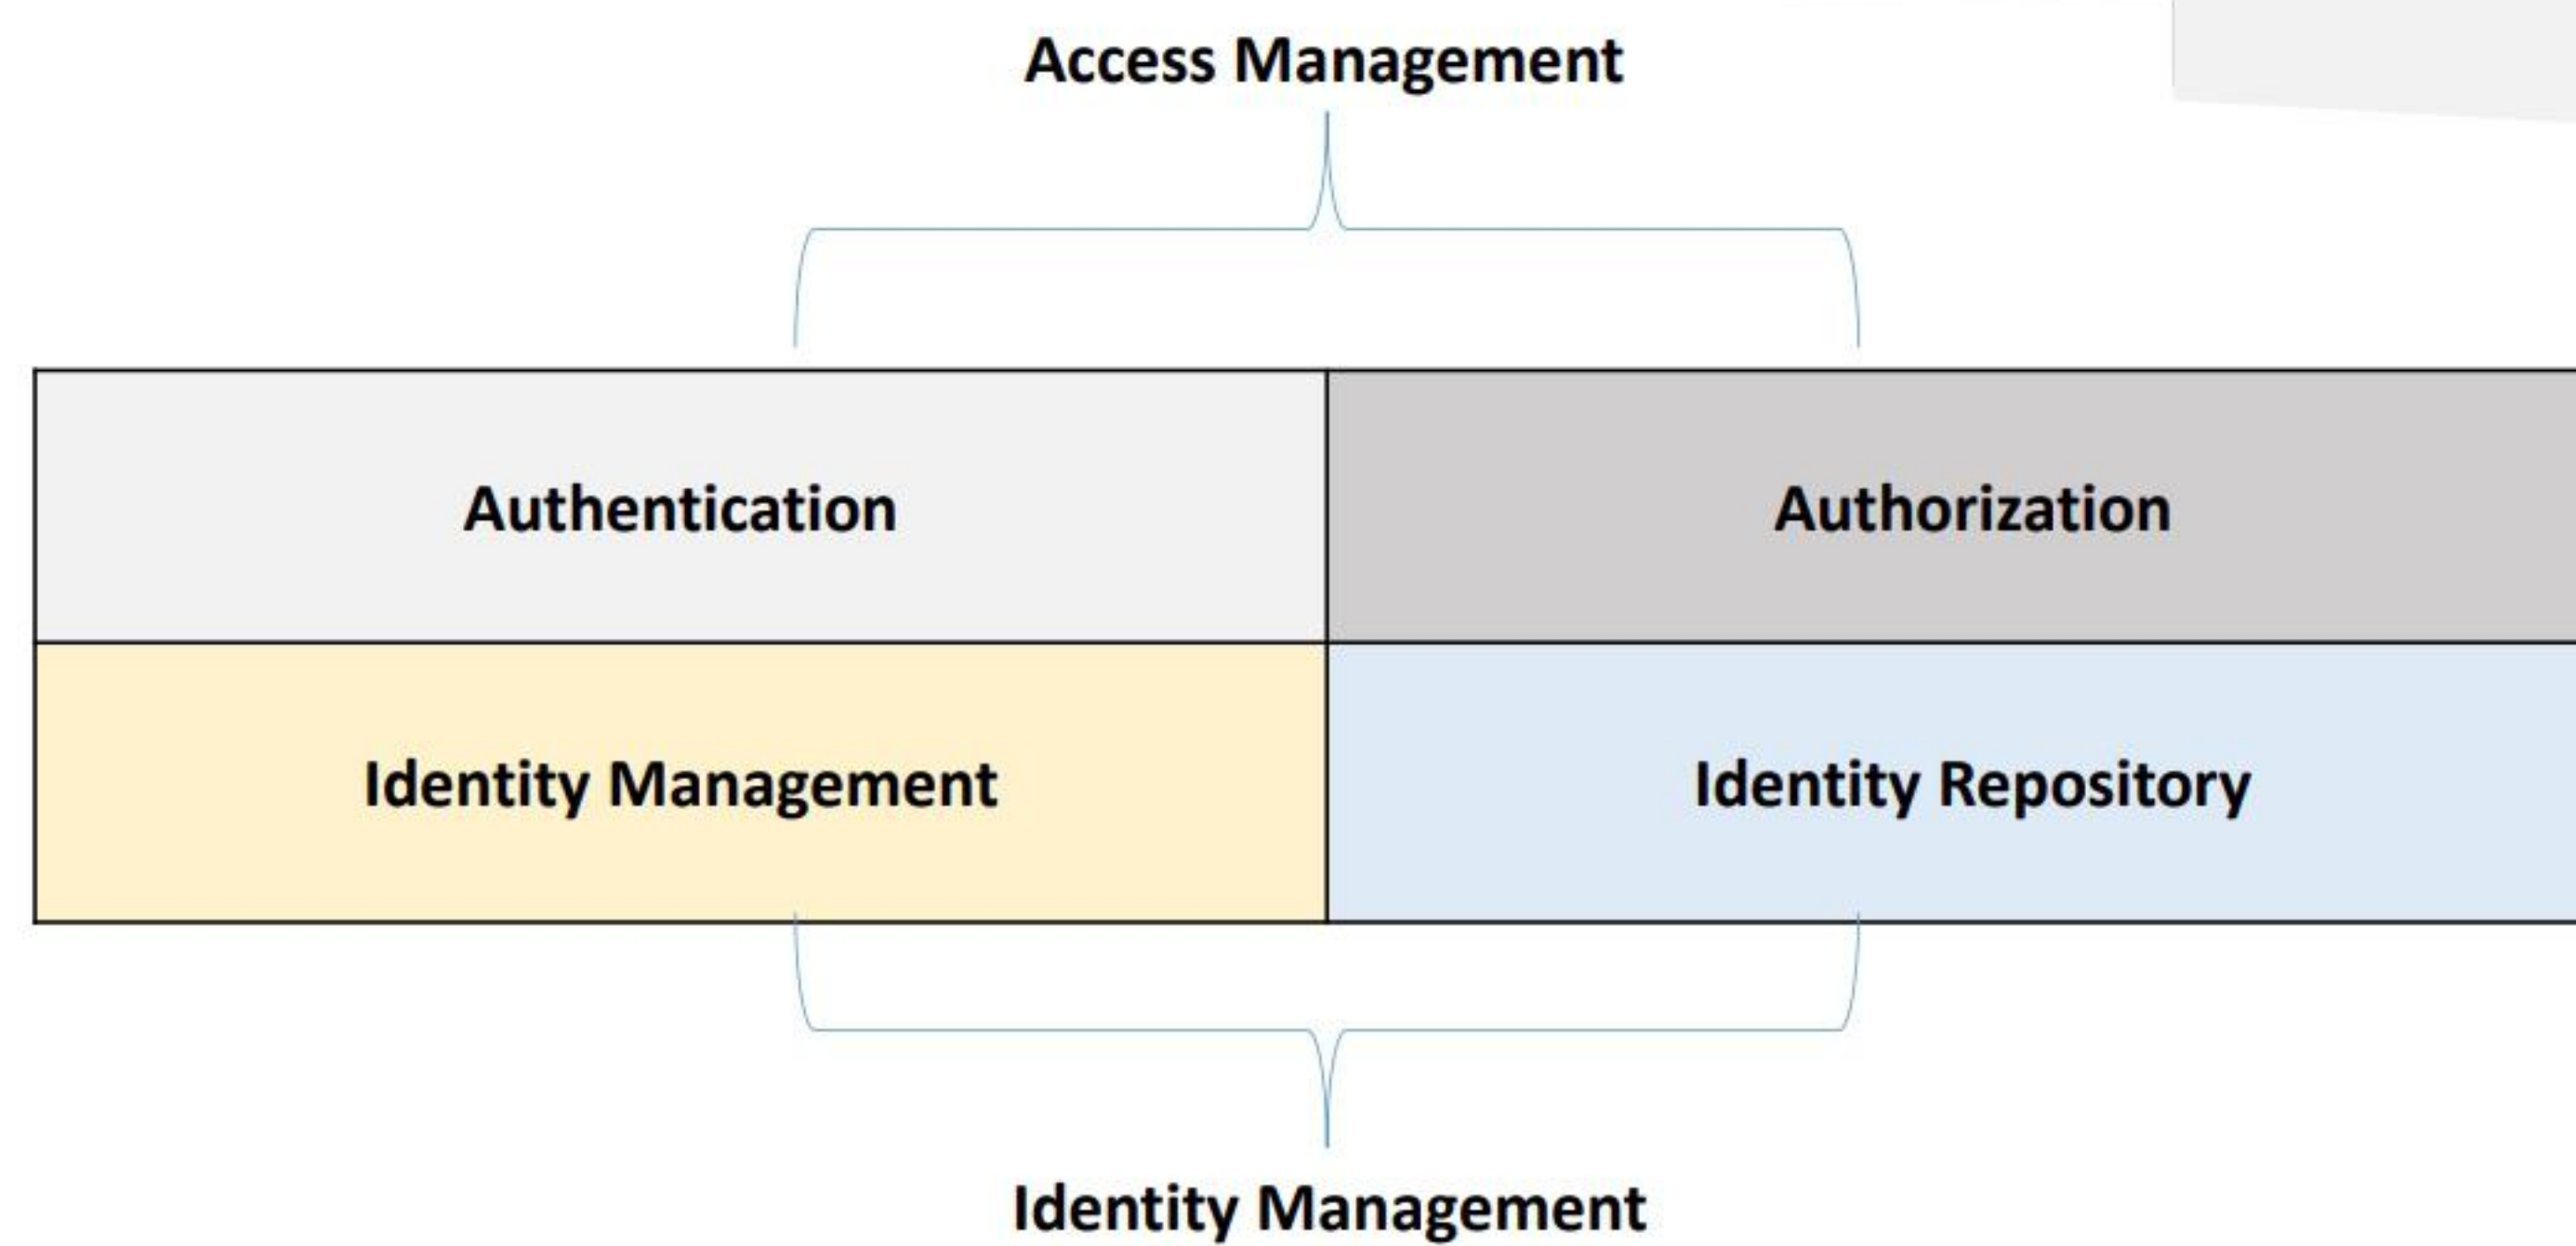 Access Management
Authentication
Authorization
Identity Management
Identity Repository
Identity Management